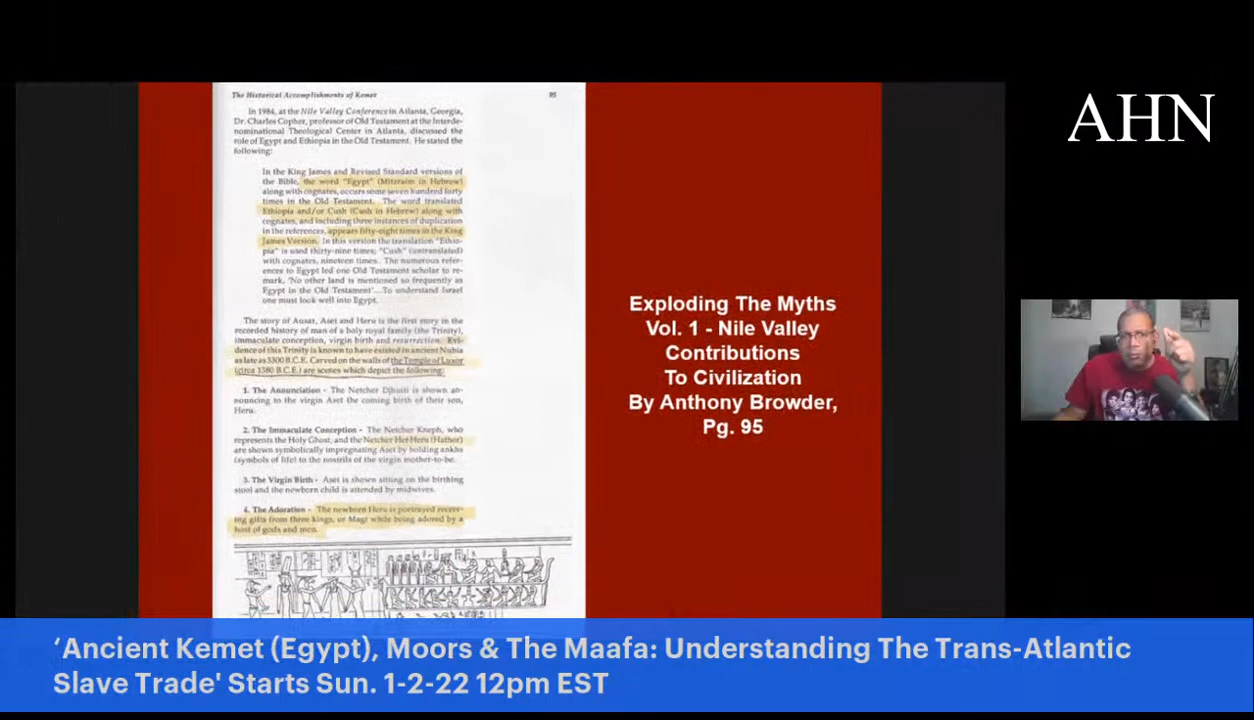 The Historical Accomplishments of Kemet 95
In 1984, at the Nile Valley Conference in Atlanta, Georgia,
Dr. Charles Copher, professor of Old Testament at the Interde-
nominational Theological Center in Atlanta, discussed the
role of Egypt and Ethiopia in the Old Testament. He stated the
following:
In the King James and Revised Standard versions of
the Bible, the word "Egypt" (Mitzraim in Hebrew)
along with cognates, occurs some seven hundred forty
times in the Old Testament. The word translated
Ethiopia and/or Cush (Cush in Hebrew) along with
cognates, and including three instances of duplication
in the references, appears fifty-eight times in the King
James Version. In this version the translation "Ethio-
pia" is used thirty-nine times; "Cush" (untranslated)
with cognates, nineteen times. The numerous refer-
ences to Egypt led one Old Testament scholar to re-
mark, 'No other land is mentioned so frequently as
Egypt in the Old Testament'...To understand Israel
one must look well into Egypt.
The story of Ausar, Aset and Heru is the first story in the
recorded history of man of a holy royal family (the Trinity),
immaculate conception, virgin birth and resurrection. Evi-
dence of this Trinity is known to have existed in ancient Nubia
as late as 3300 B.C.E. Carved on the walls of the Temple of Luxor
(circa 1380 B.C.E.) are scenes which depict the following:
1. The Annunciation - The Netcher Djhuiti is shown an-
nouncing to the virgin Aset the coming birth of their son,
Heru.
2. The Immaculate Conception - The Netcher Kneph, who
represents the Holy Ghost, and the Netcher Het-Heru (Hathor)
are shown symbolically impregnating Aset by holding ankhs
(symbols of life) to the nostrils of the virgin mother-to-be.
3. The Virgin Birth - Aset is shown sitting on the birthing
stool and the newborn child is attended by midwives.
4. The Adoration - The newborn Heru is portrayed receiv-
ing gifts from three kings, or Magi while being adored by a
host of gods and men.
Exploding The Myths
Vol. 1 - Nile Valley
Contributions
To Civilization
By Anthony Browder,
Pg. 95
AHN
‘Ancient Kemet (Egypt), Moors & The Maafa: Understanding The Trans-Atlantic
Slave Trade' Starts Sun. 1-2-22 12pm EST